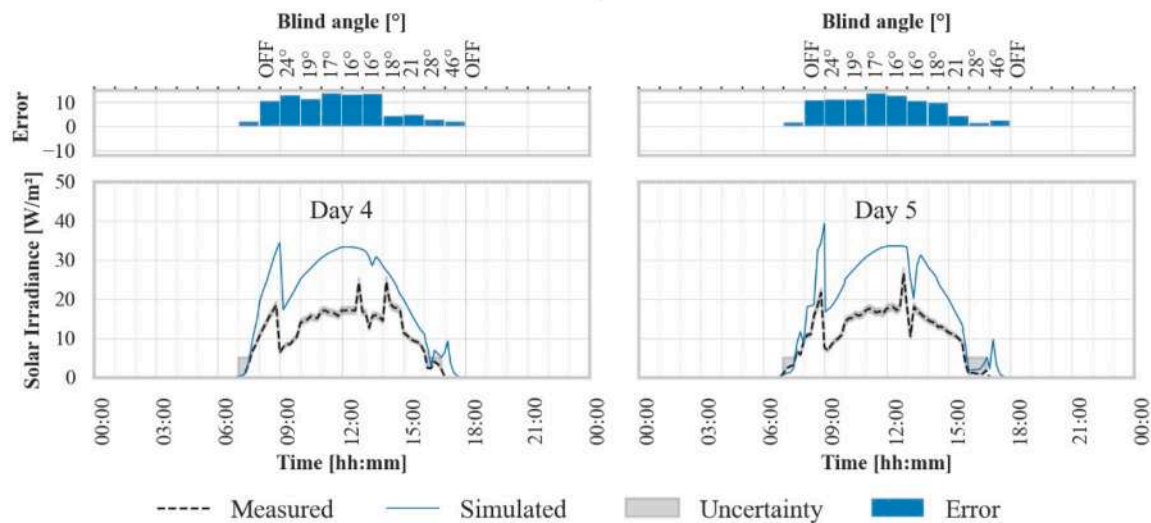 Blind angle [°]
OFF 24° 19° 17° 16° 16° 18° 21 28° 46° OFF
Error
10
0
−10
Solar Irradiance [W/m²]
50
40
30
20
10
0
Day 4
00:00 03:00 06:00 09:00 12:00 15:00 18:00 21:00 00:00
Time [hh:mm]
Blind angle [°]
OFF 24° 19° 17° 16° 16° 18° 21 28° 46° OFF
Day 5
00:00 03:00 06:00 09:00 12:00 15:00 18:00 21:00 00:00
Time [hh:mm]
Measured Simulated Uncertainty Error